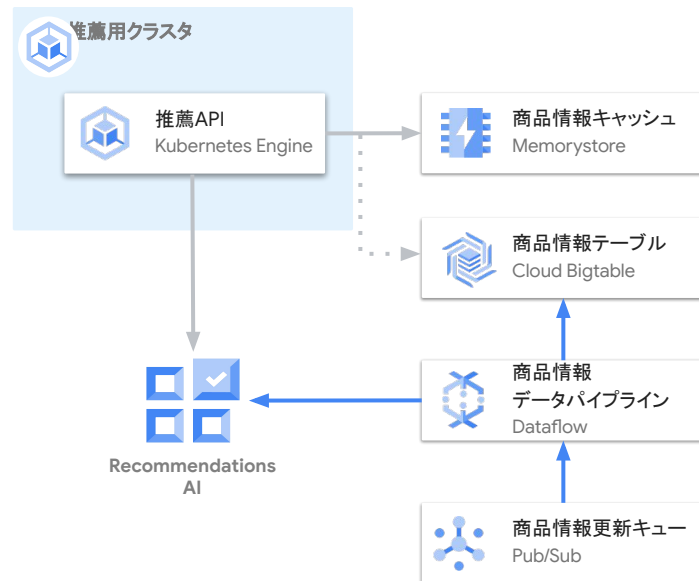 推薦用クラスタ
推薦API
Kubernetes Engine
商品情報キャッシュ
Memorystore
商品情報テーブル
Cloud Bigtable
商品情報
データパイプライン
Dataflow
Recommendations
AI
商品情報更新キュー
Pub/Sub